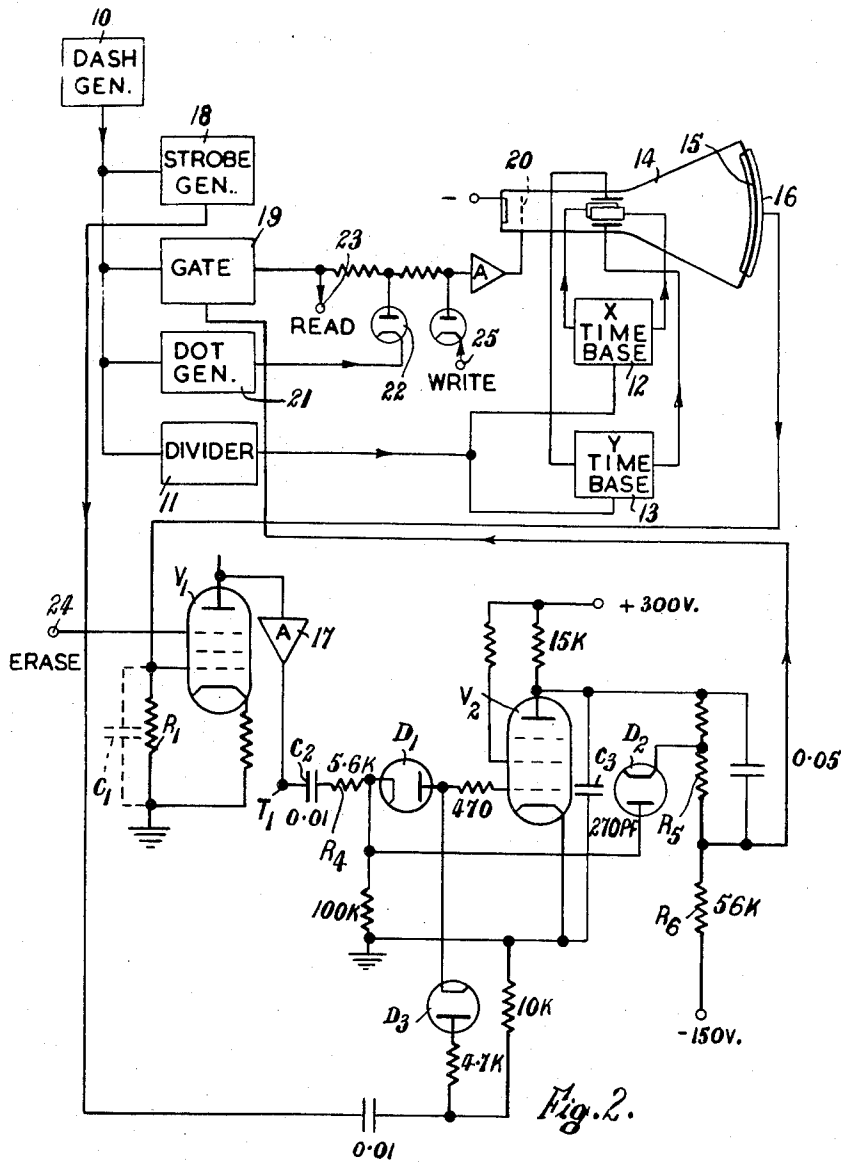 10
DASH
GEN.
18
STROBE
GEN..
19
GATE
23
READ
DOT
GEN.
21
22
25
WRITE
DIVIDER
11
A
20
14
15
16
-
X
TIME
BASE
12
Y
TIME
BASE
13
24
ERASE
V1
A
17
C1
R1
T1
C2
0.01
5.6K
R4
D1
470
100K
V2
15K
+300V.
C3
270PF
D2
R5
0.05
R6
56K
-150V.
D3
4.7K
10K
0.01
Fig.2.